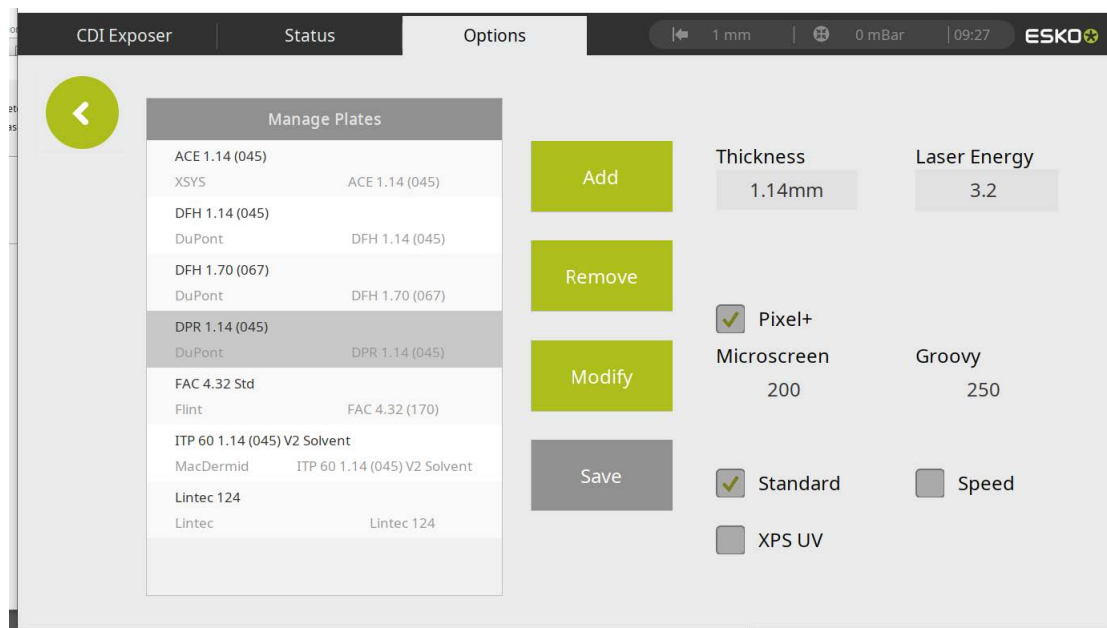 CDI Exposer Status Options 1 mm 0 mBar 09:27 ESKO
Manage Plates
ACE 1.14 (045)
XSYS ACE 1.14 (045)
DFH 1.14 (045)
DuPont DFH 1.14 (045)
DFH 1.70 (067)
DuPont DFH 1.70 (067)
DPR 1.14 (045)
DuPont DPR 1.14 (045)
FAC 4.32 Std
Flint FAC 4.32 (170)
ITP 60 1.14 (045) V2 Solvent
MacDermid ITP 60 1.14 (045) V2 Solvent
Lintec 124
Lintec Lintec 124
Add
Remove
Modify
Save
Thickness Laser Energy
1.14mm 3.2
Pixel+
Microscreen Groovy
200 250
Standard Speed
XPS UV